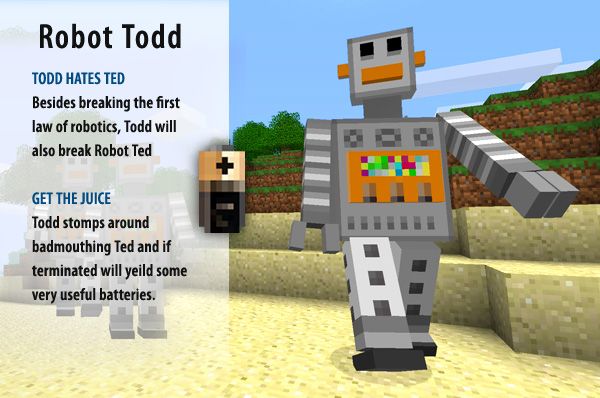 Robot Todd
TODD HATES TED
Besides breaking the first
law of robotics, Todd will
also break Robot Ted
GET THE JUICE
Todd stomps around
badmouthing Ted and if
terminated will yeild some
very useful batteries.